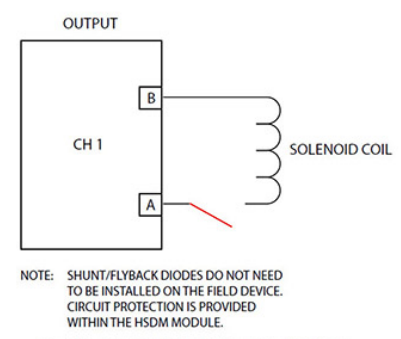 OUTPUT
B
CH 1
SOLENOID COIL
A
NOTE: SHUNT/FLYBACK DIODES DO NOT NEED
TO BE INSTALLED ON THE FIELD DEVICE.
CIRCUIT PROTECTION IS PROVIDED
WITHIN THE HSDM MODULE.